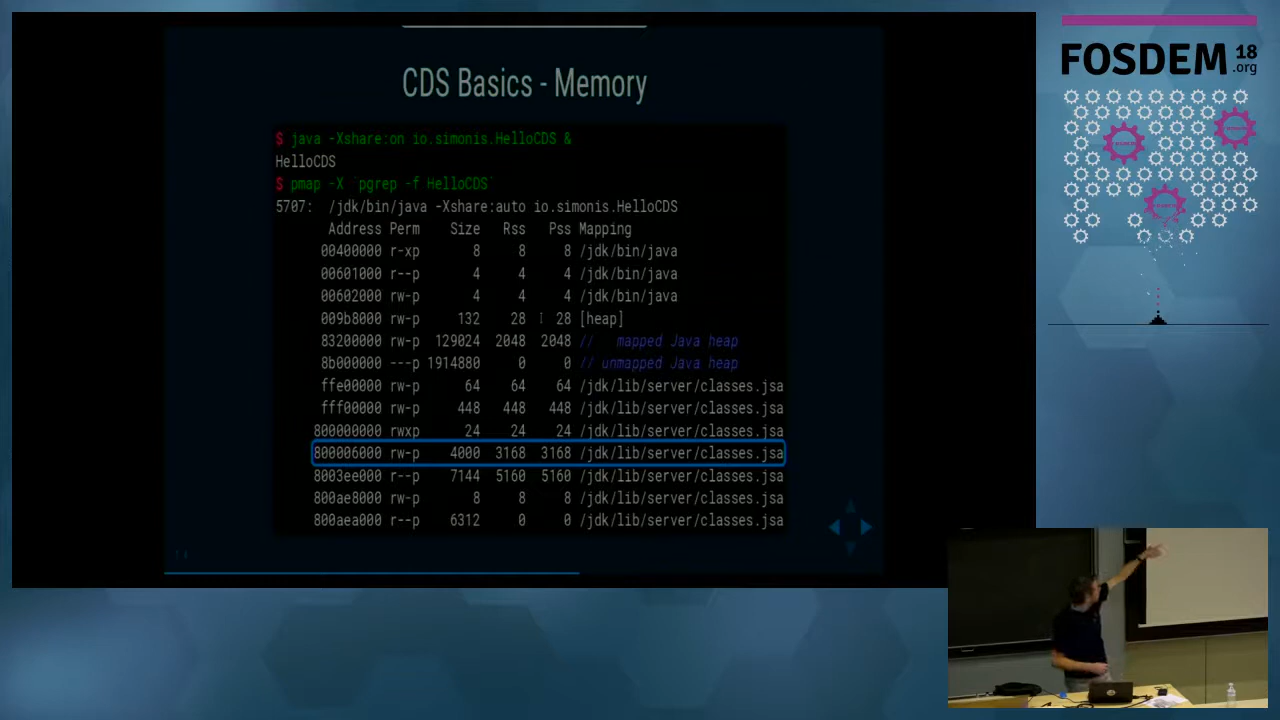 CDS Basics - Memory
$ java -Xshare:on io.simonis.HelloCDS &
HelloCDS
$ pmap -X `pgrep -f HelloCDS`
5707: /jdk/bin/java -Xshare:auto io.simonis.HelloCDS
Address Perm Size Rss Pss Mapping
00400000 r-xp 8 8 8 /jdk/bin/java
00601000 r--p 4 4 4 /jdk/bin/java
00602000 rw-p 4 4 4 /jdk/bin/java
009b8000 rw-p 132 28 28 [heap]
83200000 rw-p 129024 2048 2048 // mapped Java heap
8b000000 ---p 1914880 0 0 // unmapped Java heap
ffe00000 rw-p 64 64 64 /jdk/lib/server/classes.jsa
fff00000 rw-p 448 448 448 /jdk/lib/server/classes.jsa
800000000 rwxp 24 24 24 /jdk/lib/server/classes.jsa
800006000 rw-p 4000 3168 3168 /jdk/lib/server/classes.jsa
8003ee000 r--p 7144 5160 5160 /jdk/lib/server/classes.jsa
800ae8000 rw-p 8 8 8 /jdk/lib/server/classes.jsa
800aea000 r--p 6312 0 0 /jdk/lib/server/classes.jsa
FOSDEM 18
.org